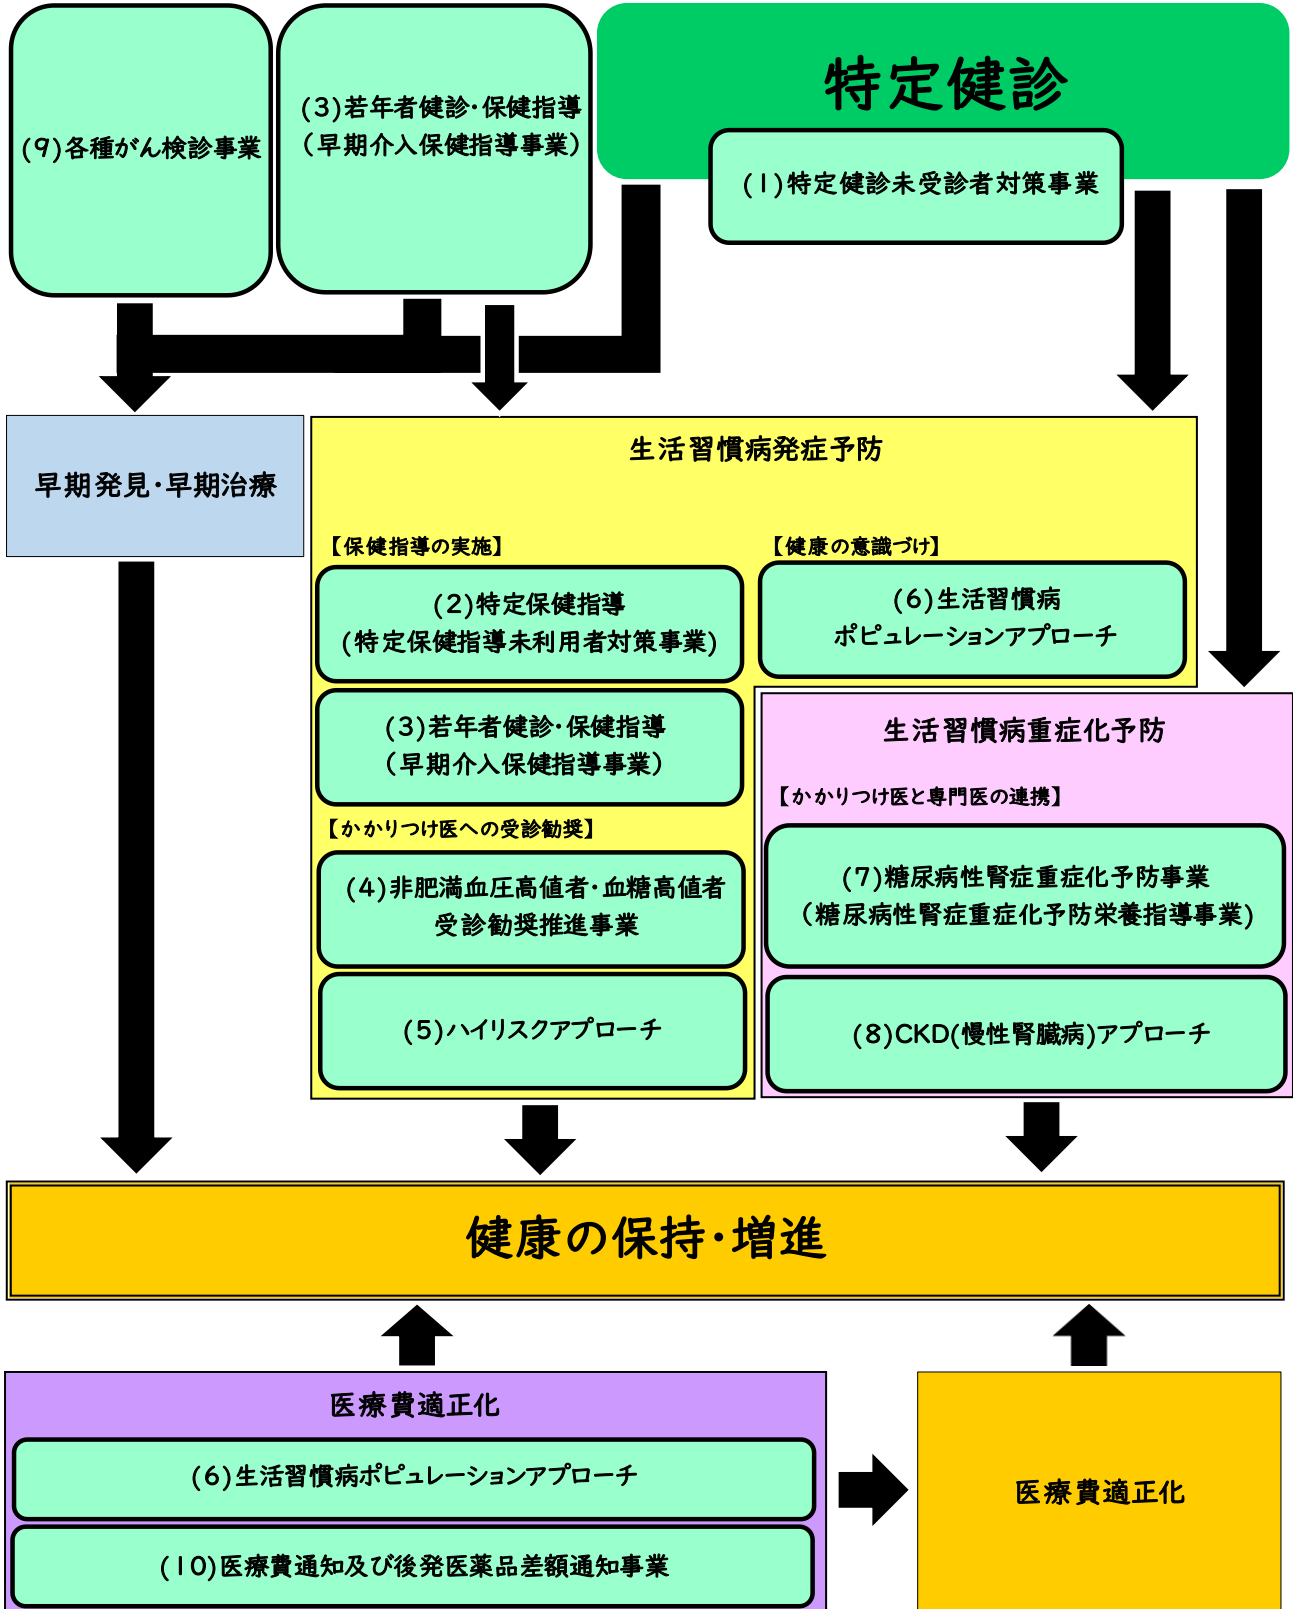 特定健診
(9)各種がん検診事業
(3)若年者健診・保健指導
（早期介入保健指導事業）
(1)特定健診未受診者対策事業
早期発見・早期治療
生活習慣病発症予防
【保健指導の実施】
(2)特定保健指導
(特定保健指導未利用者対策事業)
(3)若年者健診・保健指導
（早期介入保健指導事業）
【かかりつけ医への受診勧奨】
(4)非肥満血圧高値者・血糖高値者
受診勧奨推進事業
(5)ハイリスクアプローチ
【健康の意識づけ】
(6)生活習慣病
ポピュレーションアプローチ
生活習慣病重症化予防
【かかりつけ医と専門医の連携】
(7)糖尿病性腎症重症化予防事業
（糖尿病性腎症重症化予防栄養指導事業)
(8)CKD(慢性腎臓病)アプローチ
健康の保持・増進
医療費適正化
(6)生活習慣病ポピュレーションアプローチ
(10)医療費通知及び後発医薬品差額通知事業
医療費適正化